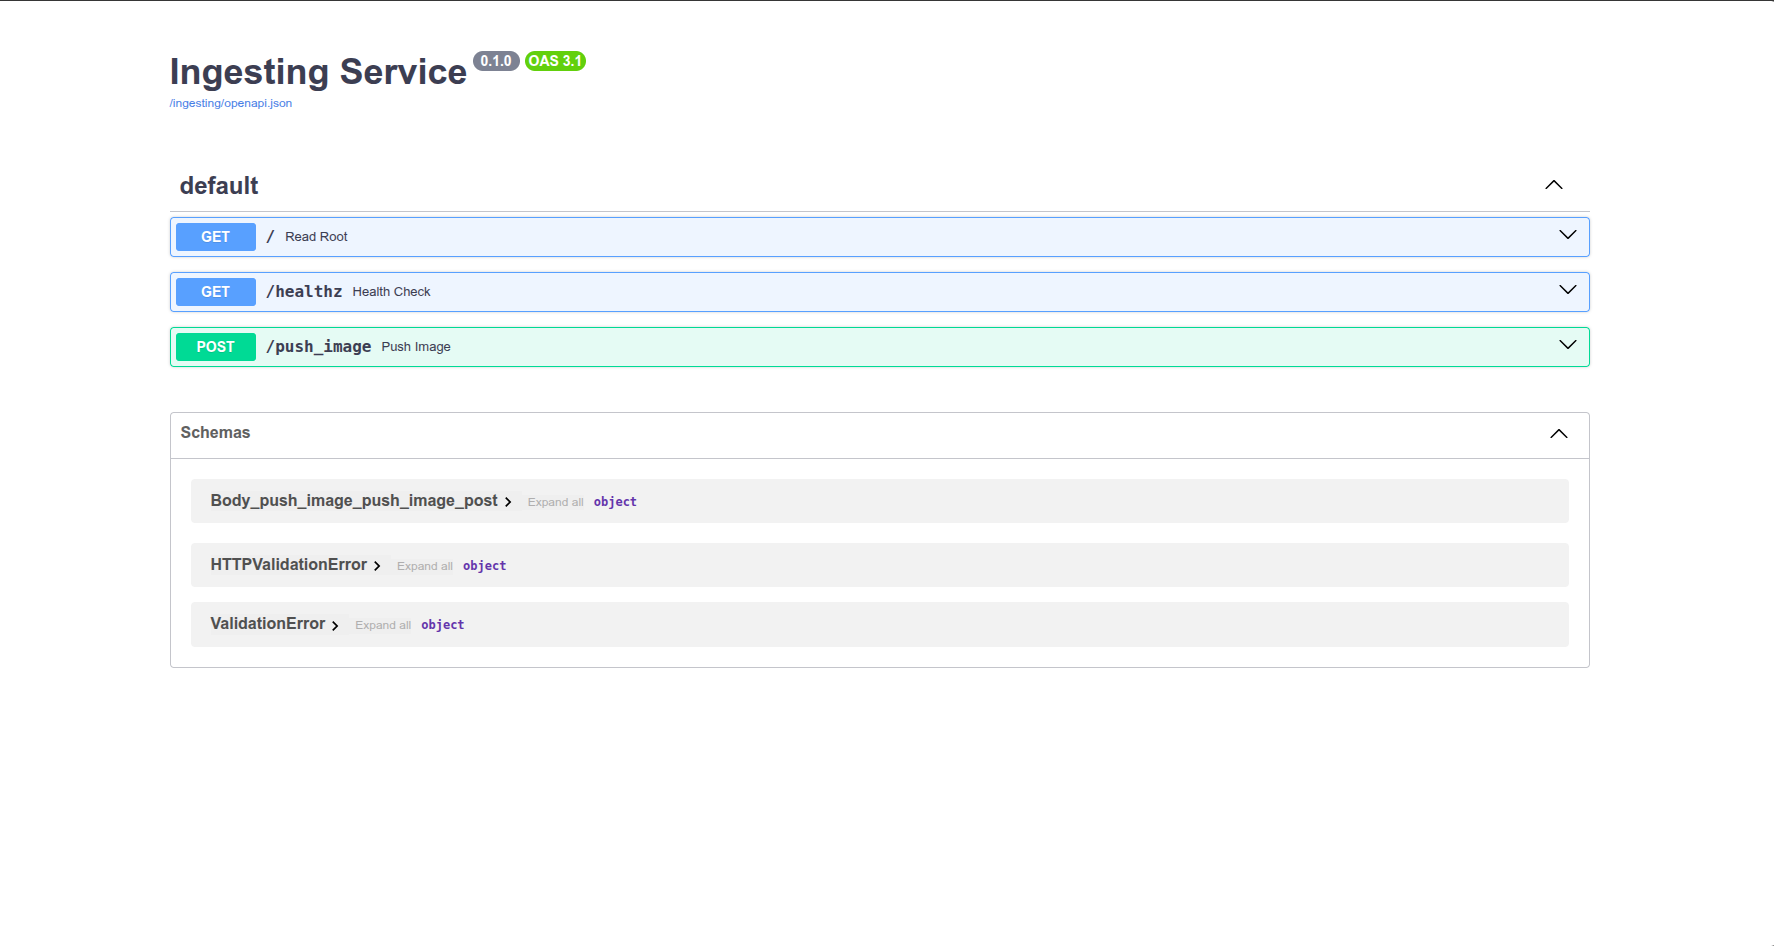 Ingesting Service 0.1.0 OAS 3.1
/ingesting/openapi.json
default
GET / Read Root
GET /healthz Health Check
POST /push_image Push Image
Schemas
Body_push_image_push_image_post Expand all object
HTTPValidationError Expand all object
ValidationError Expand all object